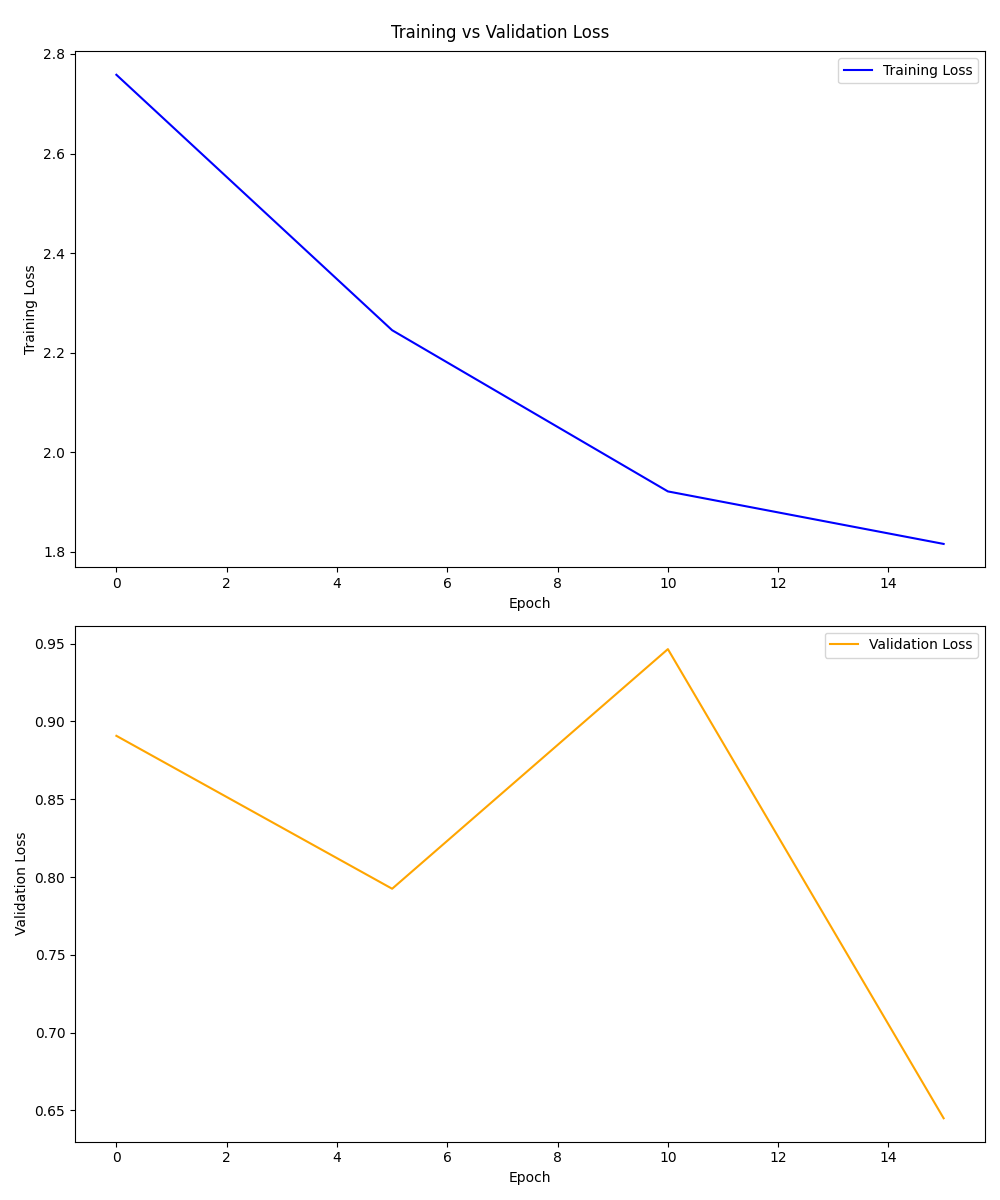 Training vs Validation Loss
Training Loss
2.8
2.6
2.4
2.2
2.0
1.8
Training Loss
0 2 4 6 8 10 12 14
Epoch
Validation Loss
0.95
0.90
0.85
0.80
0.75
0.70
0.65
Validation Loss
0 2 4 6 8 10 12 14
Epoch